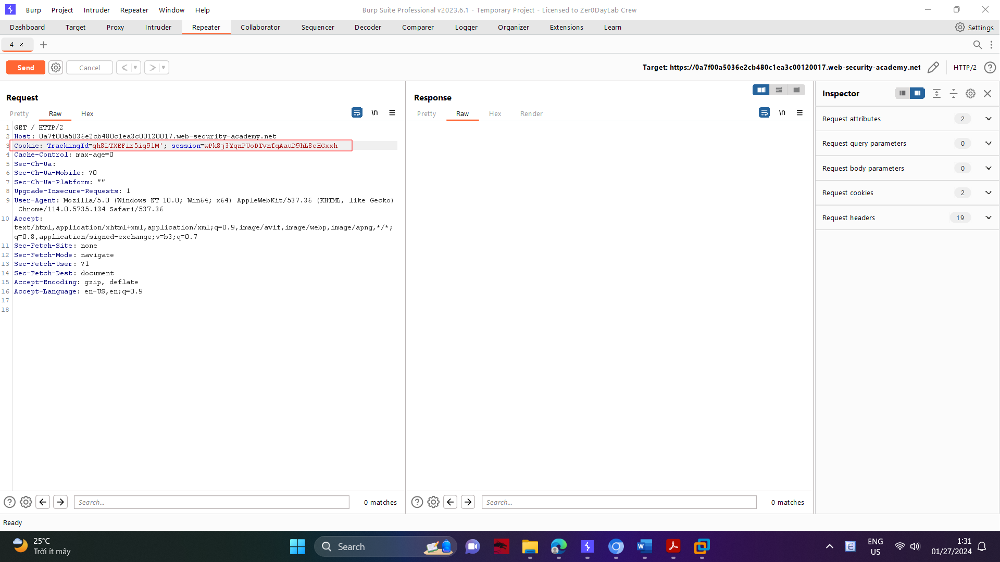 Burp Project Intruder Repeater Window Help
Burp Suite Professional v2023.6.1 - Temporary Project - Licensed to Zer0DayLab Crew
Dashboard Target Proxy Intruder Repeater Collaborator Sequencer Decoder Comparer Logger Organizer Extensions Learn
Settings
4 ×
Send Cancel < >
Target: https://0a7f00a5036e2cb480c1ea3c00120017.web-security-academy.net HTTP/2
Request
Pretty Raw Hex
\n
1 GET / HTTP/2
2 Host: 0a7f00a5036e2cb480c1ea3c00120017.web-security-academy.net
3 Cookie: TrackingId=gh8LTXEFir5ig91M'; session=wPk8j3YqnPUoDTvnfqAauD9hL8cHGxxh
4 Cache-Control: max-age=0
5 Sec-Ch-Ua:
6 Sec-Ch-Ua-Mobile: ?0
7 Sec-Ch-Ua-Platform: ""
8 Upgrade-Insecure-Requests: 1
9 User-Agent: Mozilla/5.0 (Windows NT 10.0; Win64; x64) AppleWebKit/537.36 (KHTML, like Gecko)
Chrome/114.0.5735.134 Safari/537.36
10 Accept:
text/html,application/xhtml+xml,application/xml;q=0.9,image/avif,image/webp,image/apng,*/*;
q=0.8,application/signed-exchange;v=b3;q=0.7
11 Sec-Fetch-Site: none
12 Sec-Fetch-Mode: navigate
13 Sec-Fetch-User: ?1
14 Sec-Fetch-Dest: document
15 Accept-Encoding: gzip, deflate
16 Accept-Language: en-US,en;q=0.9
17
18
Search... 0 matches
Response
Pretty Raw Hex Render
\n
Search... 0 matches
Inspector
Request attributes 2
Request query parameters 0
Request body parameters 0
Request cookies 2
Request headers 19
Ready
25°C
Trời ít mây
Search
ENG
US
1:31
01/27/2024